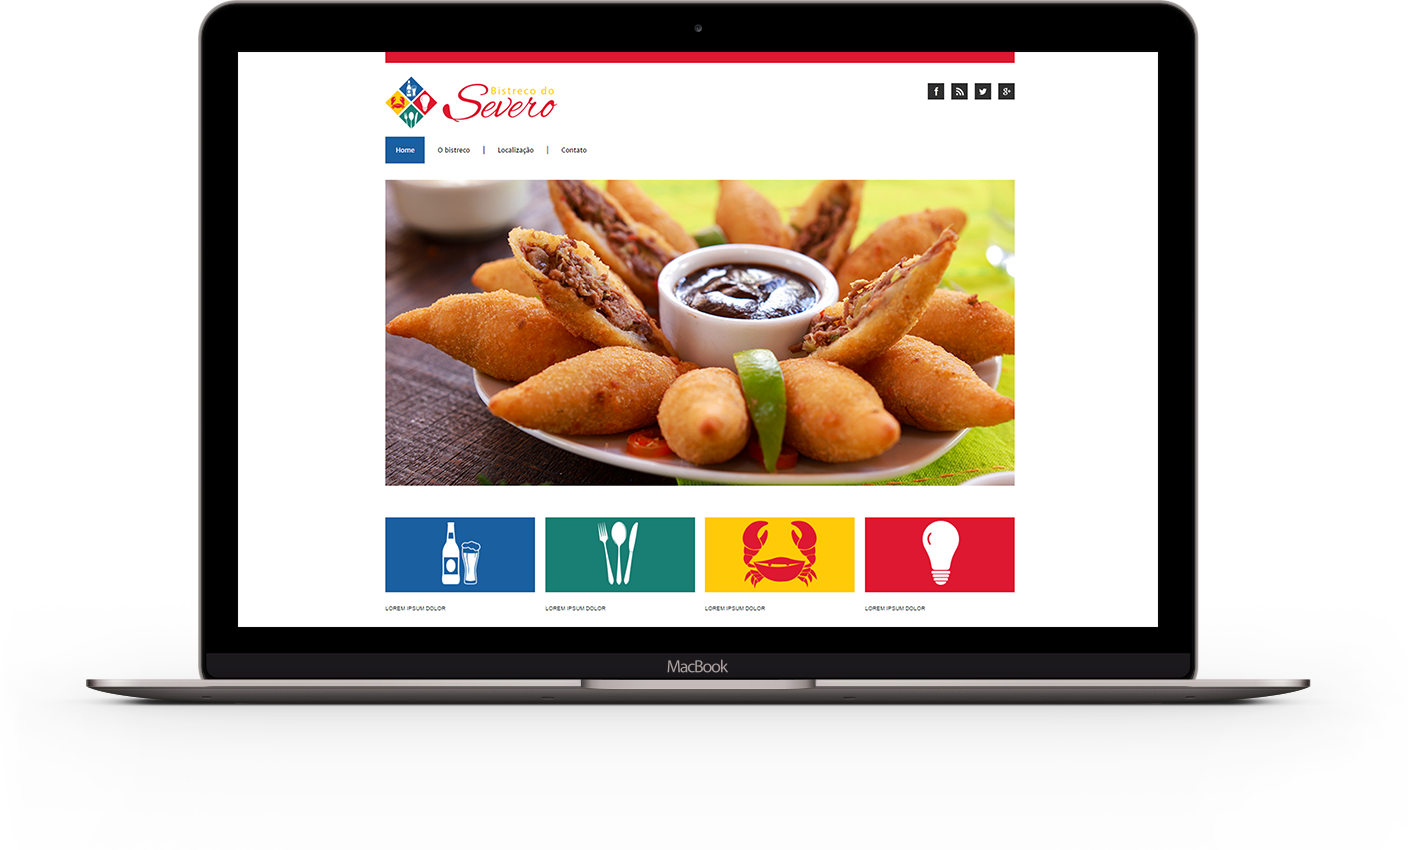 Bistreco do
Severo
f
g+
Home
O bistreco | Localização | Contato
LOREM IPSUM DOLOR
LOREM IPSUM DOLOR
LOREM IPSUM DOLOR
LOREM IPSUM DOLOR
MacBook